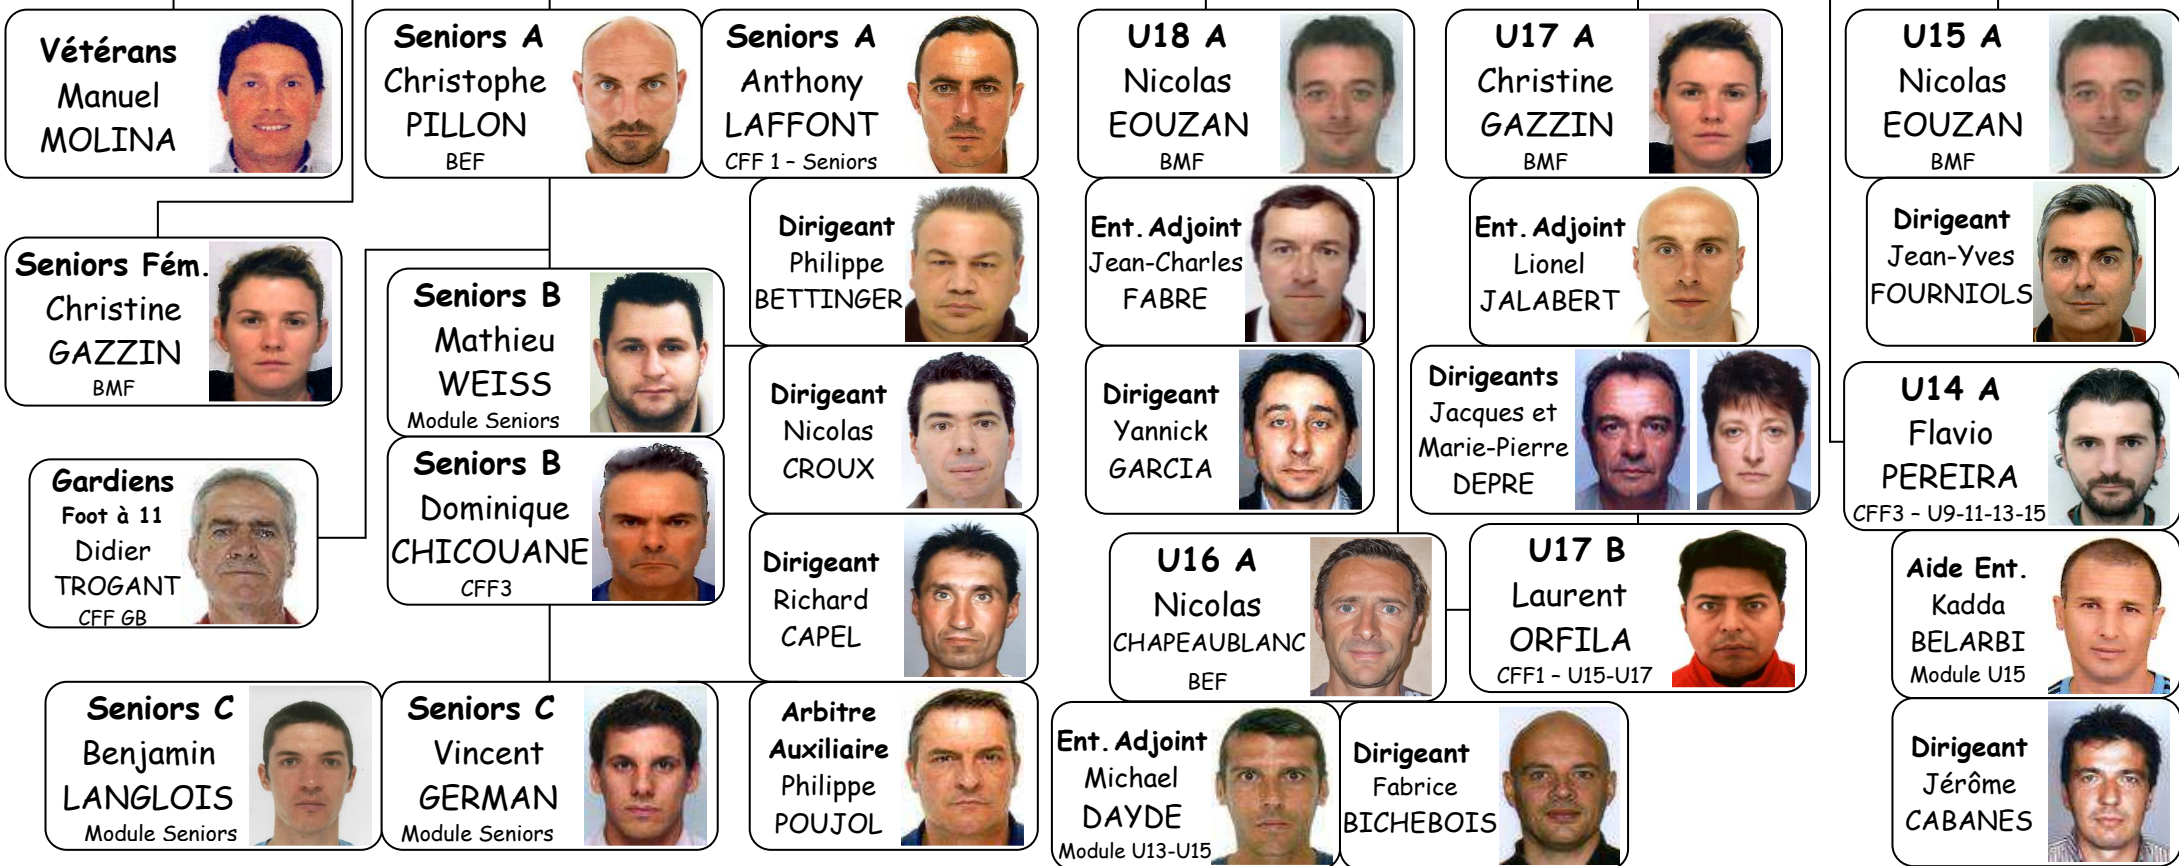 Vétérans
Manuel
MOLINA
Seniors A
Christophe
PILLON
BEF
Seniors A
Anthony
LAFFONT
CFF 1 – Seniors
U18 A
Nicolas
EOUZAN
BMF
U17 A
Christine
GAZZIN
BMF
U15 A
Nicolas
EOUZAN
BMF
Seniors Fém.
Christine
GAZZIN
BMF
Seniors B
Mathieu
WEISS
Module Seniors
Dirigeant
Philippe
BETTINGER
Ent. Adjoint
Jean-Charles
FABRE
Ent. Adjoint
Lionel
JALABERT
Dirigeant
Jean-Yves
FOURNIOLS
Dirigeant
Nicolas
CROUX
Dirigeant
Yannick
GARCIA
Dirigeants
Jacques et
Marie-Pierre
DEPRE
U14 A
Flavio
PEREIRA
CFF3 – U9-11-13-15
Gardiens
Foot à 11
Didier
TROGANT
CFF GB
Seniors B
Dominique
CHICOUANE
CFF3
Dirigeant
Richard
CAPEL
U16 A
Nicolas
CHAPEAUBLANC
BEF
U17 B
Laurent
ORFILA
CFF1 – U15-U17
Aide Ent.
Kadda
BELARBI
Module U15
Seniors C
Benjamin
LANGLOIS
Module Seniors
Seniors C
Vincent
GERMAN
Module Seniors
Arbitre
Auxiliaire
Philippe
POUJOL
Ent. Adjoint
Michael
DAYDE
Module U13-U15
Dirigeant
Fabrice
BICHEBOIS
Dirigeant
Jérôme
CABANES